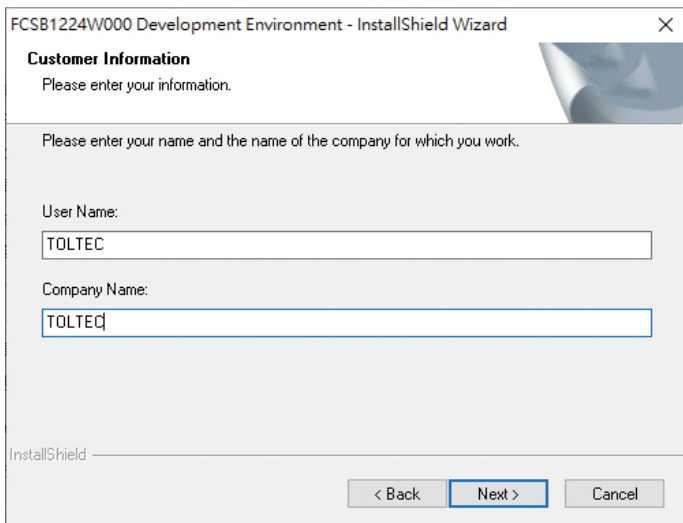 FCSB1224W000 Development Environment - InstallShield Wizard
Customer Information
Please enter your information.
Please enter your name and the name of the company for which you work.
User Name:
TOLTEC
Company Name:
TOLTEC
InstallShield
< Back Next > Cancel